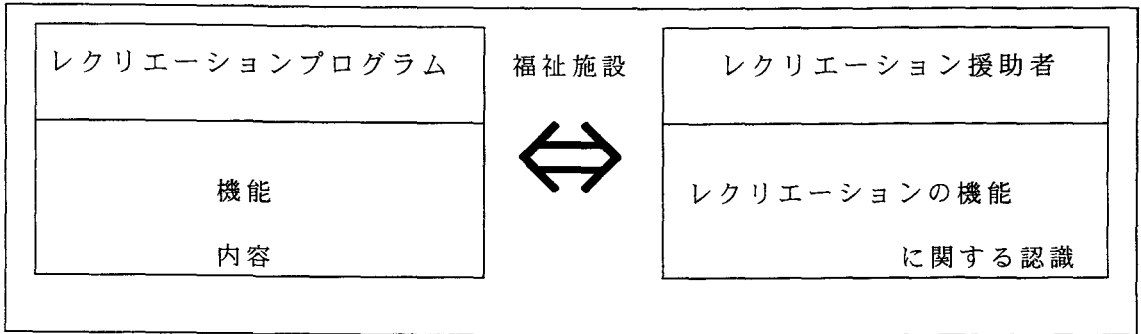 レクリエーションプログラム
福祉施設
レクリエーション援助者
機能
内容
レクリエーションの機能
に関する認識